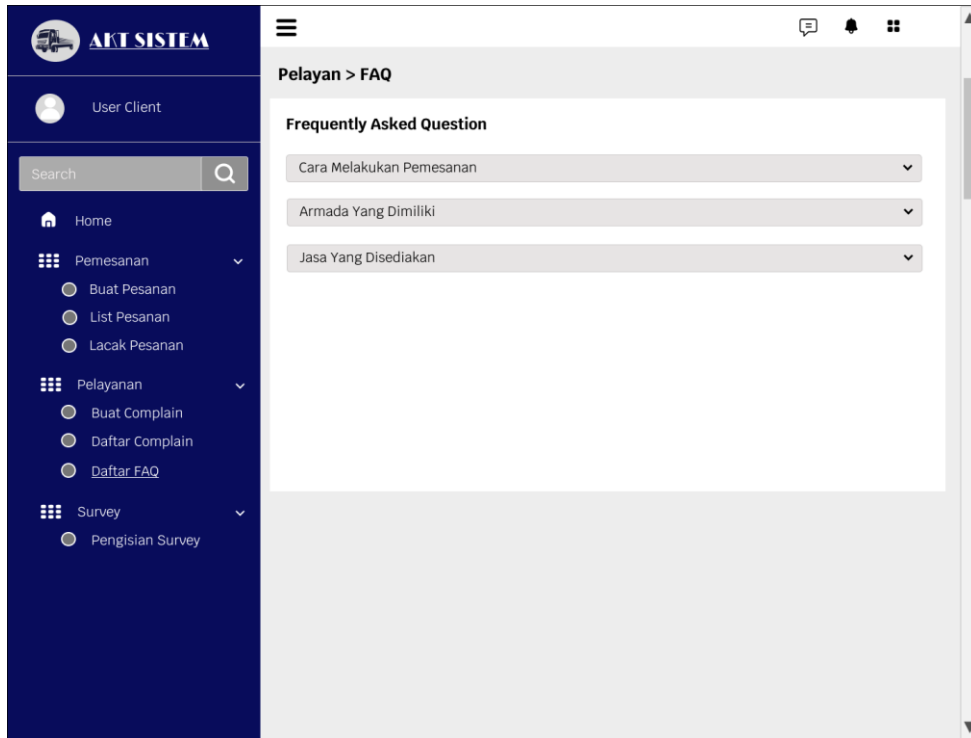 AKT SISTEM
User Client
Search
Home
Pemesanan
Buat Pesanan
List Pesanan
Lacak Pesanan
Pelayanan
Buat Complain
Daftar Complain
Daftar FAQ
Survey
Pengisian Survey
Pelayan > FAQ
Frequently Asked Question
Cara Melakukan Pemesanan
Armada Yang Dimiliki
Jasa Yang Disediakan